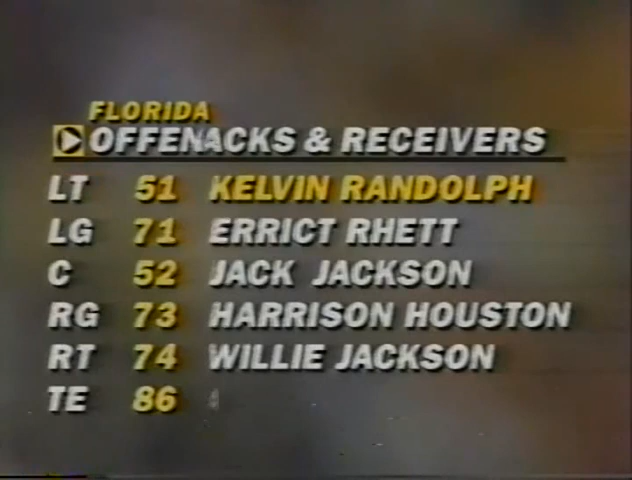 FLORIDA
OFFENACKS & RECEIVERS
LT 51 KELVIN RANDOLPH
LG 71 ERRICT RHETT
C 52 JACK JACKSON
RG 73 HARRISON HOUSTON
RT 74 WILLIE JACKSON
TE 86